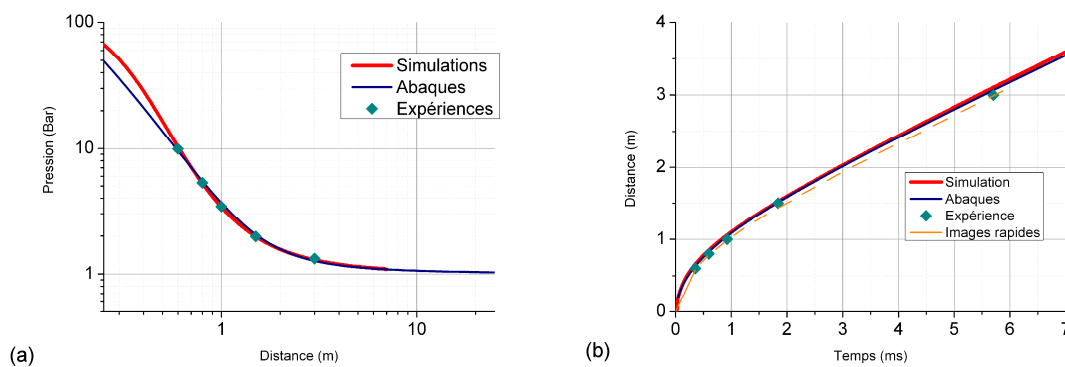 100
10
1
Pression (Bar)
Simulations
Abaques
Expériences
1 10
Distance (m)
(a)
4
3
2
1
0
Distance (m)
Simulation
Abaques
Expérience
Images rapides
0 1 2 3 4 5 6 7
Temps (ms)
(b)